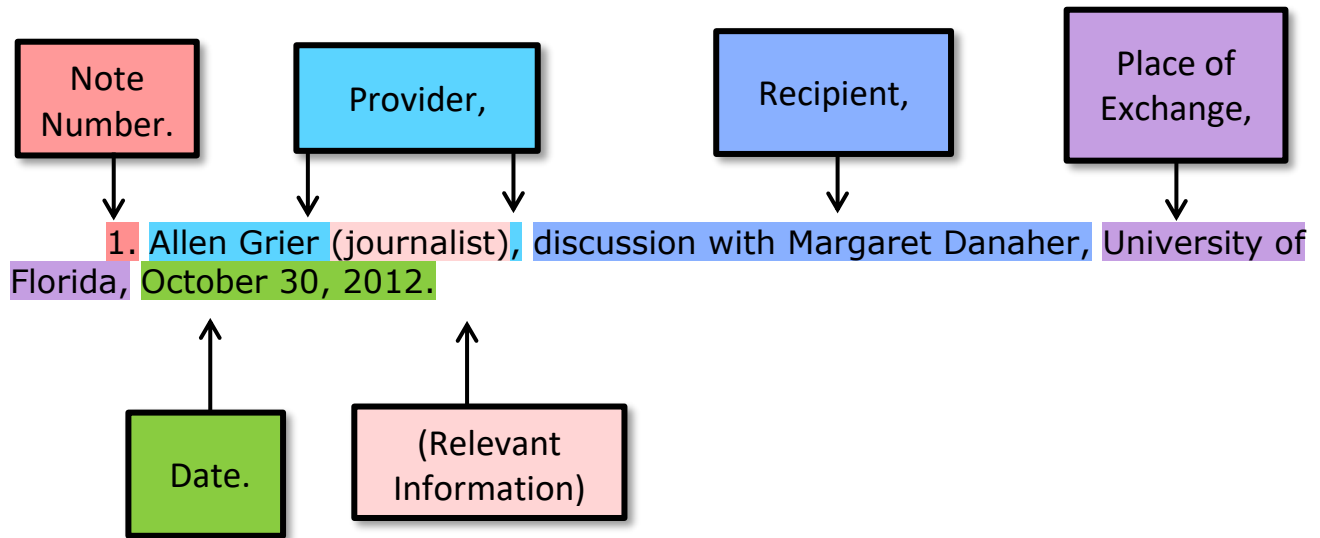 Note
Number.
Provider,
Recipient,
Place of
Exchange,
1. Allen Grier (journalist), discussion with Margaret Danaher, University of
Florida, October 30, 2012.
Date.
(Relevant
Information)